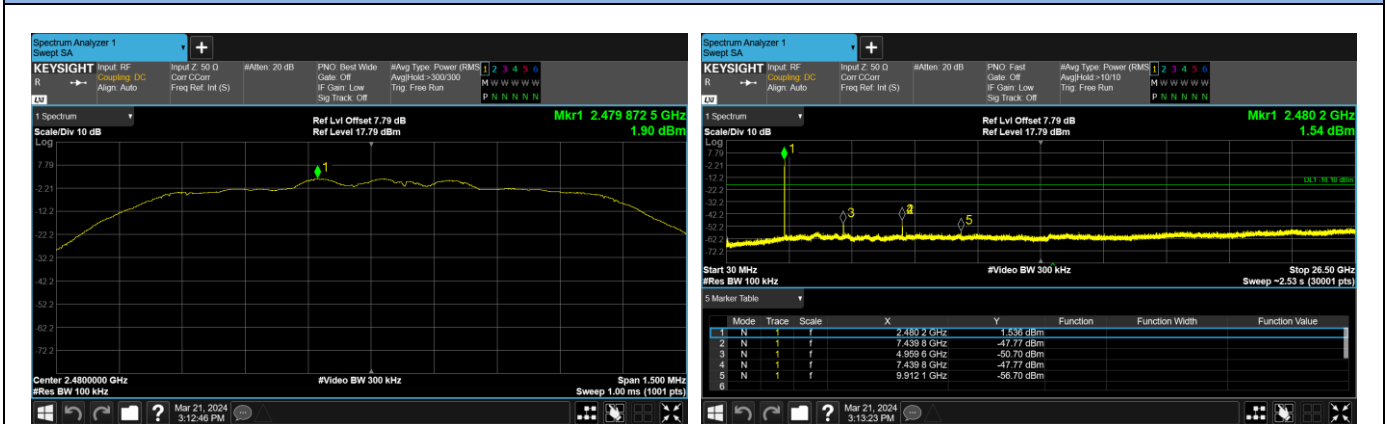 Spectrum Analyzer 1
Swept SA
KEYSIGHT Input: RF Input Z: 50 Ω #Atten: 20 dB PNO: Best Wide #Avg Type: Power (RMS) 1 2 3 4 5 6
R Coupling: DC Corr CCorr Gate: Off Avg|Hold:>300/300 M W W W W W
Align: Auto Freq Ref: Int (S) IF Gain: Low Trig: Free Run
LXI Sig Track: Off P N N N N N
1 Spectrum Ref Lvl Offset 7.79 dB Mkr1 2.479 872 5 GHz
Scale/Div 10 dB Ref Level 17.79 dBm 1.90 dBm
Log
7.79
1
-2.21
-12.2
-22.2
-32.2
-42.2
-52.2
-62.2
-72.2
Center 2.4800000 GHz #Video BW 300 kHz Span 1.500 MHz
#Res BW 100 kHz Sweep 1.00 ms (1001 pts)
?
Mar 21, 2024
3:12:46 PM
Spectrum Analyzer 1
Swept SA
KEYSIGHT Input: RF Input Z: 50 Ω #Atten: 20 dB PNO: Fast #Avg Type: Power (RMS) 1 2 3 4 5 6
R Coupling: DC Corr CCorr Gate: Off Avg|Hold:>10/10 M W W W W W
Align: Auto Freq Ref: Int (S) IF Gain: Low Trig: Free Run
LXI Sig Track: Off P N N N N N
1 Spectrum Ref Lvl Offset 7.79 dB Mkr1 2.480 2 GHz
Scale/Div 10 dB Ref Level 17.79 dBm 1.54 dBm
Log
7.79
1
-2.21
-12.2
DL1 -18.10 dBm
-22.2
-32.2
-42.2
3
5
-52.2
-62.2
-72.2
Start 30 MHz #Video BW 300 kHz Stop 26.50 GHz
#Res BW 100 kHz Sweep ~2.53 s (30001 pts)
5 Marker Table
Mode Trace Scale X Y Function Function Width Function Value
1 N 1 f 2.480 2 GHz 1.536 dBm
2 N 1 f 7.439 8 GHz -47.77 dBm
3 N 1 f 4.959 6 GHz -50.70 dBm
4 N 1 f 7.439 8 GHz -47.77 dBm
5 N 1 f 9.912 1 GHz -56.70 dBm
6
?
Mar 21, 2024
3:13:23 PM